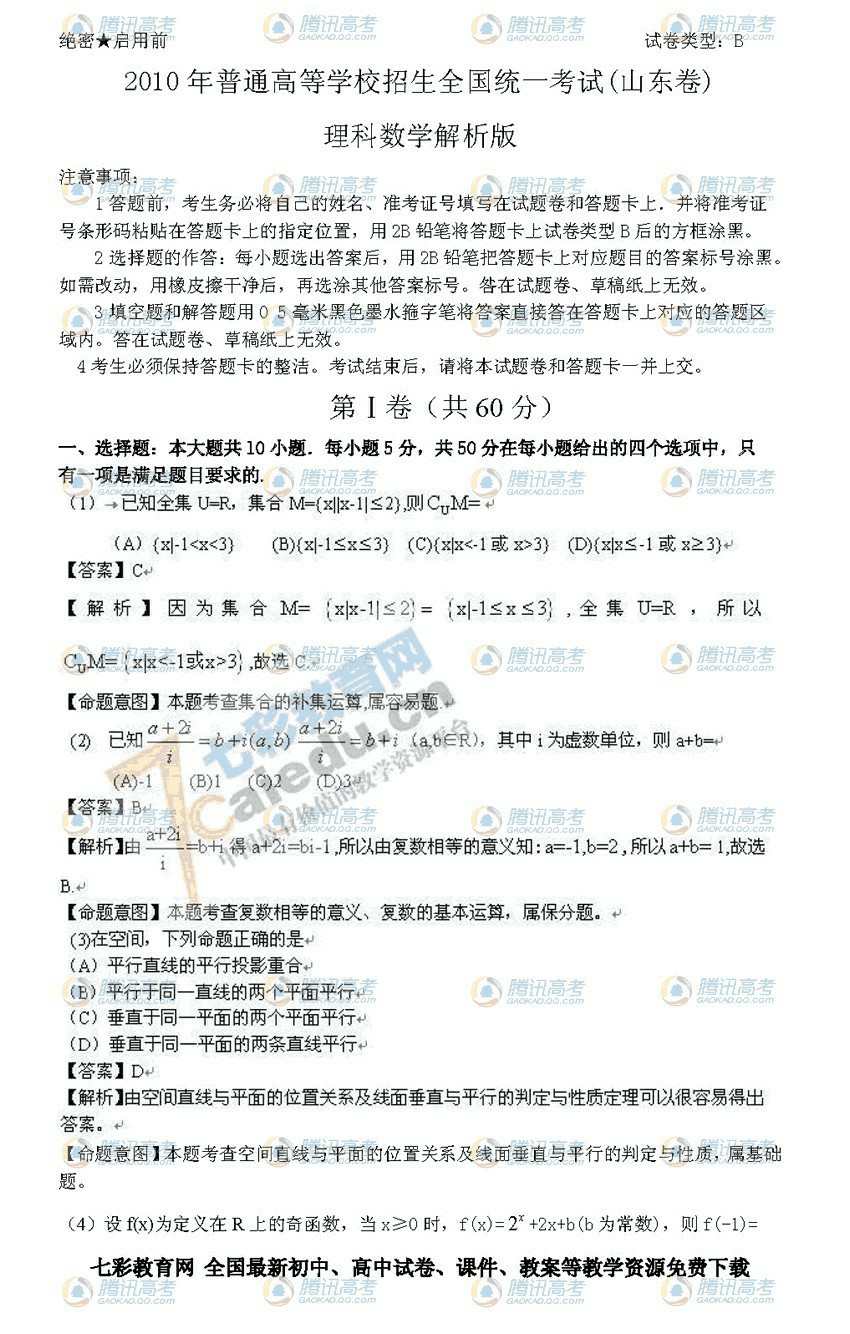 绝密★启用前 试卷类型：B
2010 年普通高等学校招生全国统一考试(山东卷)
理科数学解析版
注意事项：
1 答题前，考生务必将自己的姓名、准考证号填写在试题卷和答题卡上．并将准考证
号条形码粘贴在答题卡上的指定位置，用 2B 铅笔将答题卡上试卷类型 B 后的方框涂黑。
2 选择题的作答：每小题选出答案后，用 2B 铅笔把答题卡上对应题目的答案标号涂黑。
如需改动，用橡皮擦干净后，再选涂其他答案标号。答在试题卷、草稿纸上无效。
3 填空题和解答题用 0 5 毫米黑色墨水箍字笔将答案直接答在答题卡上对应的答题区
域内。答在试题卷、草稿纸上无效。
4 考生必须保持答题卡的整洁。考试结束后，请将本试题卷和答题卡一并上交。
第Ⅰ卷（共 60 分）
一、选择题：本大题共 10 小题．每小题 5 分，共 50 分在每小题给出的四个选项中，只
有一项是满足题目要求的.
（1）→已知全集 U=R，集合 M={x||x-1|≤2},则 C_U M=↵
（A）{x|-1<x<3} (B){x|-1≤x≤3} (C){x|x<-1 或 x>3} (D){x|x≤-1 或 x≥3}↵
【答案】C↵
【解析】因为集合 M= {x|x-1|≤2}= {x|-1≤x≤3} ,全集 U=R ，所以
C_U M= {x|x<-1或x>3} ,故选 C.↵
【命题意图】本题考查集合的补集运算,属容易题.↵
(2) 已知 (a+2i)/i =b+i(a,b) (a+2i)/i =b+i（a,b∈R），其中 i 为虚数单位，则 a+b=↵
(A)-1 (B)1 (C)2 (D)3↵
【答案】B↵
【解析】由 (a+2i)/i =b+i 得 a+2i=bi-1 ,所以由复数相等的意义知: a=-1,b=2 ,所以 a+b= 1,故选
B.↵
【命题意图】本题考查复数相等的意义、复数的基本运算，属保分题。↵
(3)在空间，下列命题正确的是↵
（A）平行直线的平行投影重合↵
（B）平行于同一直线的两个平面平行↵
（C）垂直于同一平面的两个平面平行↵
（D）垂直于同一平面的两条直线平行↵
【答案】D↵
【解析】由空间直线与平面的位置关系及线面垂直与平行的判定与性质定理可以很容易得出
答案。↵
【命题意图】本题考查空间直线与平面的位置关系及线面垂直与平行的判定与性质，属基础
题。
（4）设 f(x)为定义在 R 上的奇函数，当 x≥0 时，f(x)= 2^x +2x+b(b 为常数)，则 f(-1)=
七彩教育网 全国最新初中、高中试卷、课件、教案等教学资源免费下载